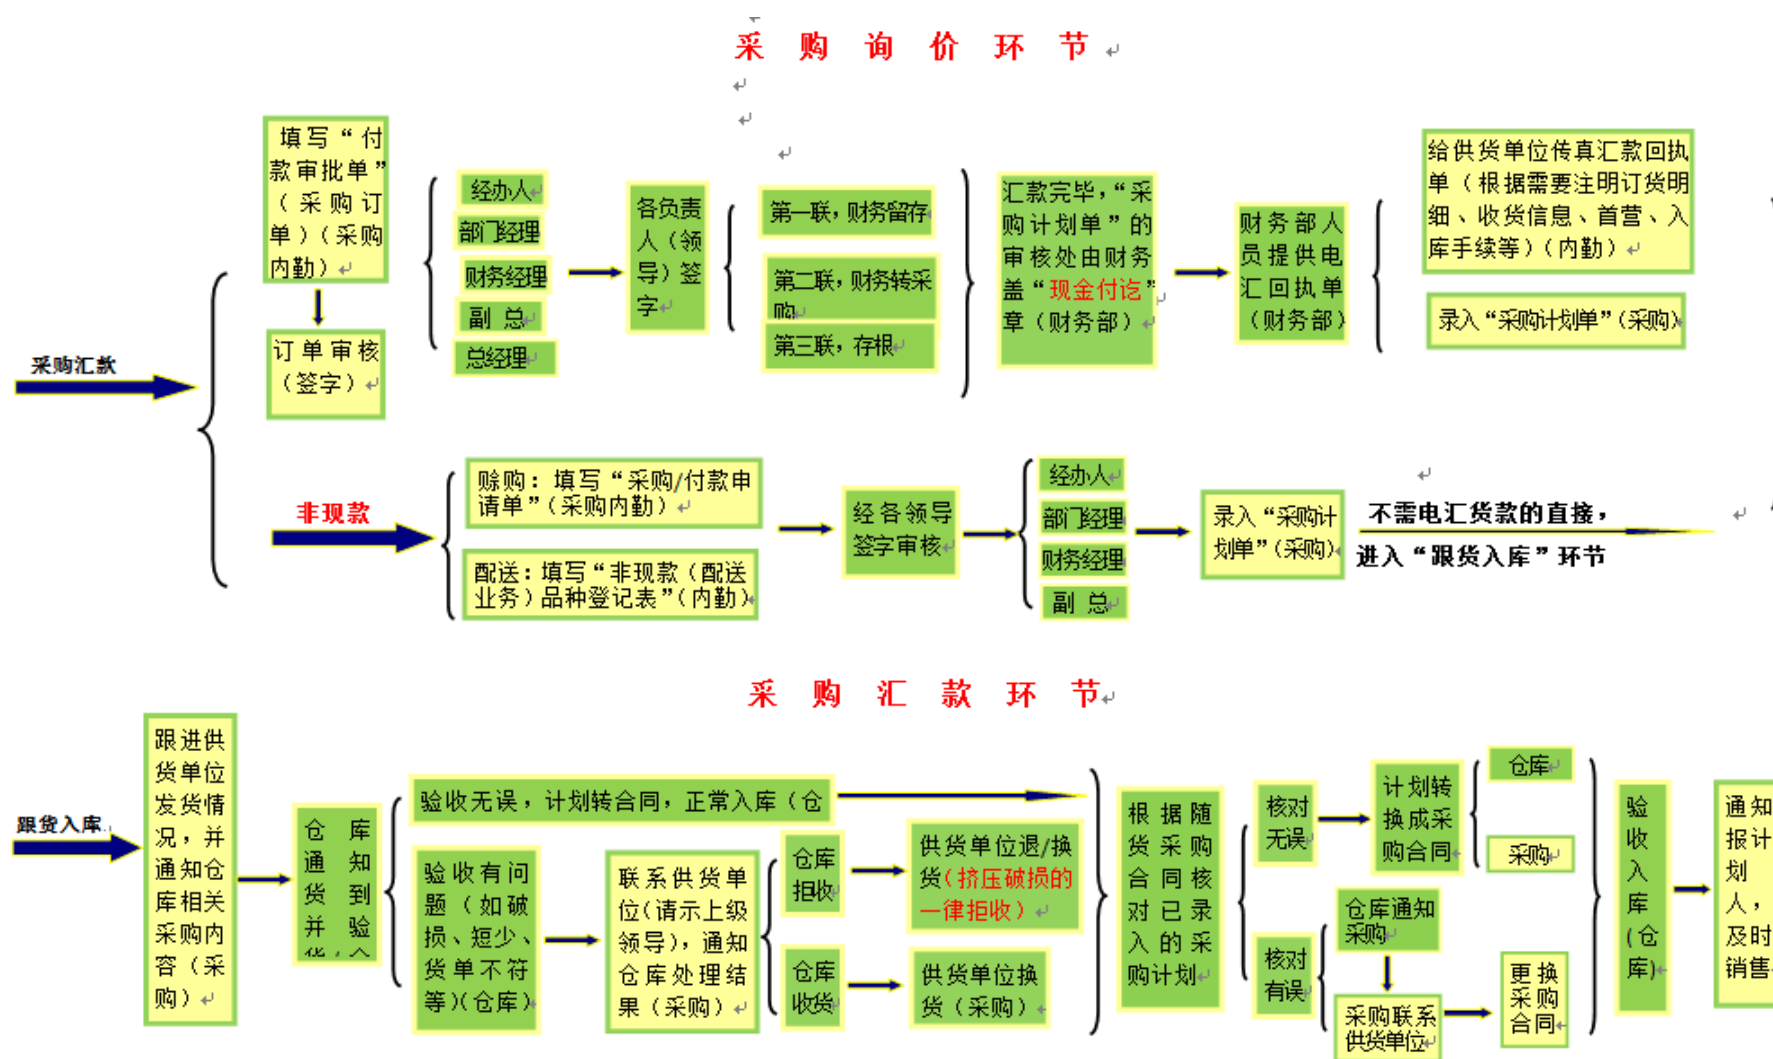 采 购 询 价 环 节
填写“付
款审批单”
(采购订
单)(采购
内勤)
订单审核
(签字)
采购汇款
经办人
部门经理
财务经理
副 总
总经理
各负责
人(领
导)签
字
第一联,财务留存
第二联,财务转采
购
第三联,存根
汇款完毕,“采
购计划单”的
审核处由财务
盖“现金付讫”
章(财务部)
财务部人
员提供电
汇回执单
(财务部)
给供货单位传真汇款回执
单(根据需要注明订货明
细、收货信息、首营、入
库手续等)(内勤)
录入“采购计划单”(采购)
非现款
赊购:填写“采购/付款申
请单”(采购内勤)
配送:填写“非现款(配送
业务)品种登记表”(内勤)
经各领导
签字审核
经办人
部门经理
财务经理
副 总
录入“采购计
划单”(采购)
不需电汇货款的直接,
进入“跟货入库”环节
采 购 汇 款 环 节
跟货入库
跟进供
货单位
发货情
况,并
通知仓
库相关
采购内
容(采
购)
仓 库
通 知
货 到
并 验
验收无误,计划转合同,正常入库(仓
验收有问
题(如破
损、短少、
货单不符
等)(仓库)
联系供货单
位(请示上级
领导),通知
仓库处理结
果(采购)
仓库
拒收
仓库
收货
供货单位退/换
货(挤压破损的
一律拒收)
供货单位换
货(采购)
根据随
货采购
合同核
对已录
入的采
购计划
核对
无误
核对
有误
计划转
换成采
购合同
仓库
采购
仓库通知
采购
采购联系
供货单位
更换
采购
合同
验
收
入
库
(仓
库)
通知
报计
划
人,
及时
销售